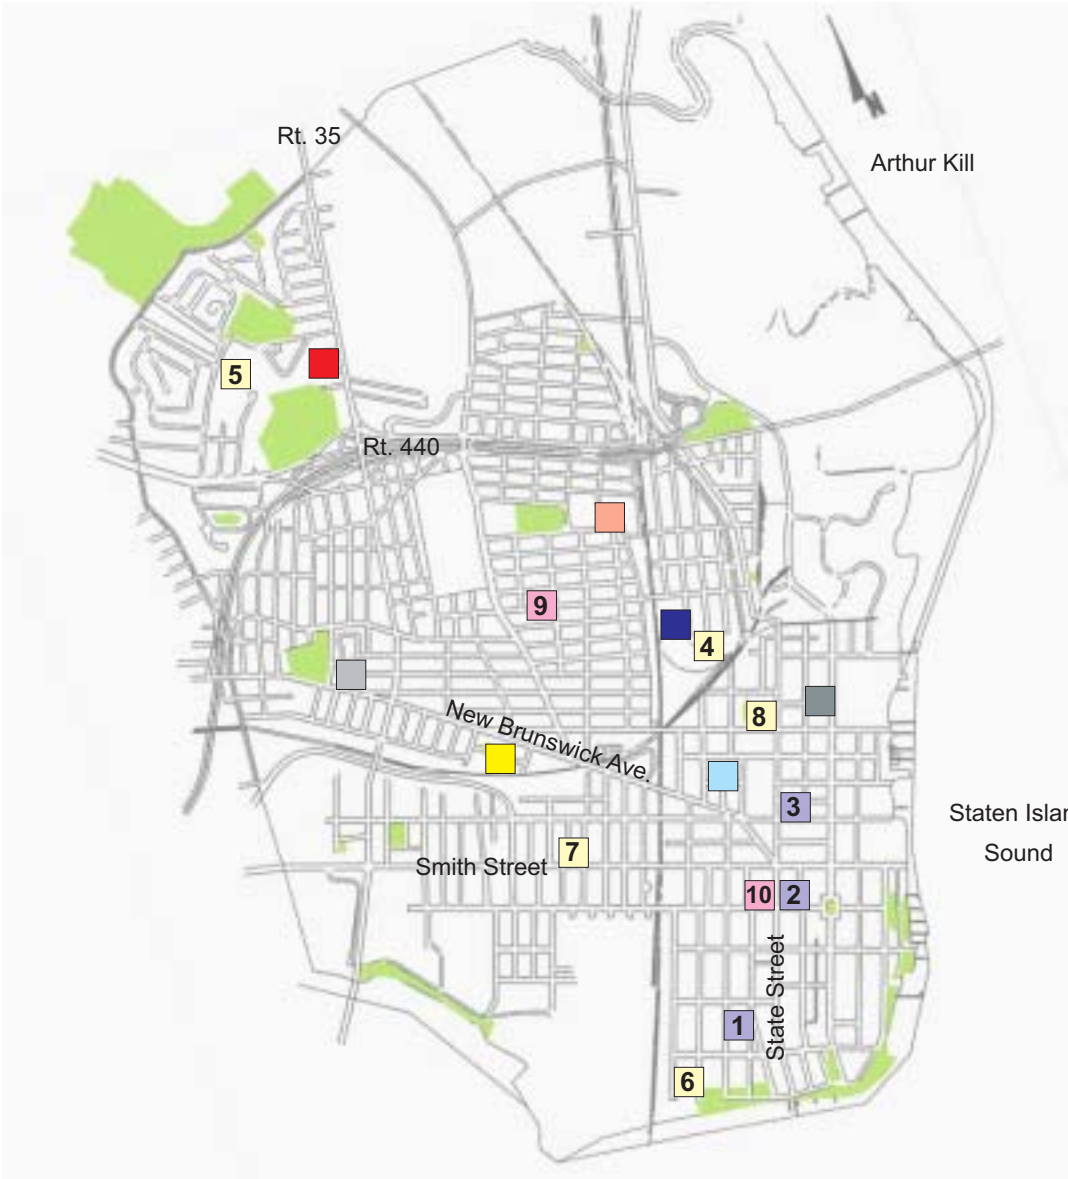 Rt. 35
N
Arthur Kill
5
Rt. 440
9
4
8
New Brunswick Ave.
3
Staten Islan
Sound
7
Smith Street
10
2
State Street
1
6